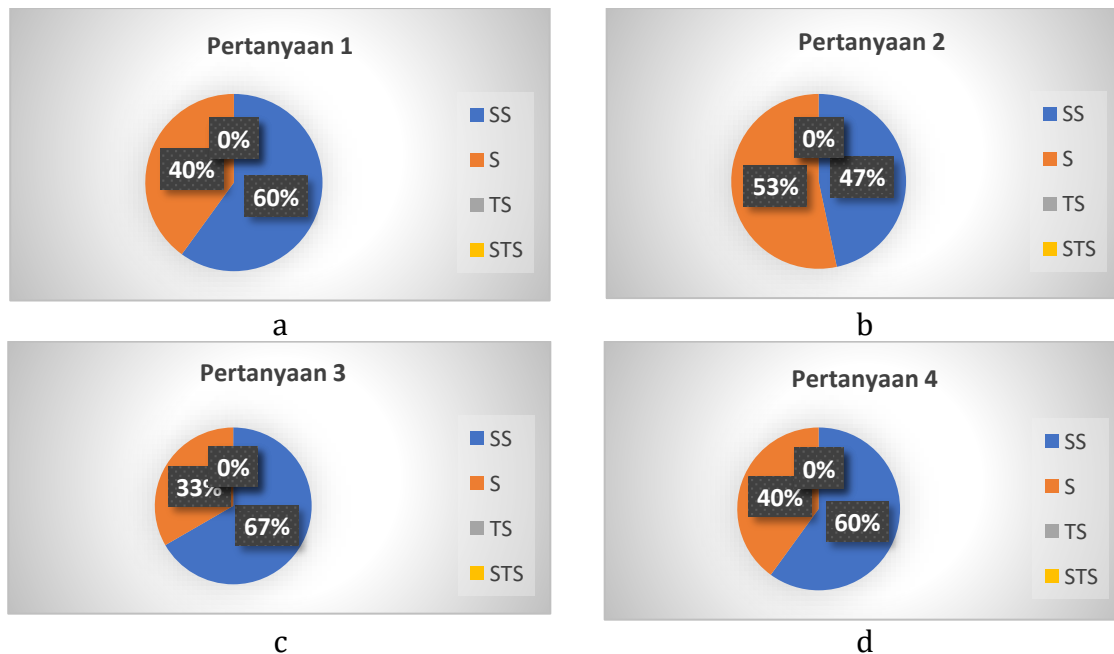 Pertanyaan 1
0%
40%
60%
SS
S
TS
STS
a
Pertanyaan 2
0%
53%
47%
SS
S
TS
STS
b
Pertanyaan 3
0%
33%
67%
SS
S
TS
STS
c
Pertanyaan 4
0%
40%
60%
SS
S
TS
STS
d